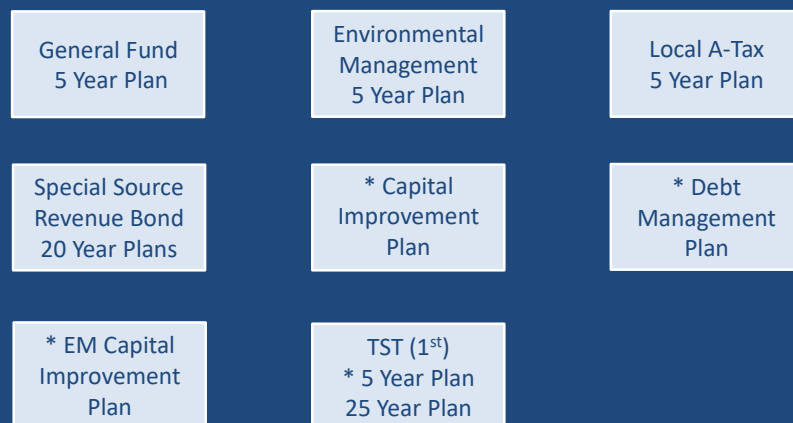 General Fund
5 Year Plan
Environmental
Management
5 Year Plan
Local A-Tax
5 Year Plan
Special Source
Revenue Bond
20 Year Plans
* Capital
Improvement
Plan
* Debt
Management
Plan
* EM Capital
Improvement
Plan
TST (1st)
* 5 Year Plan
25 Year Plan